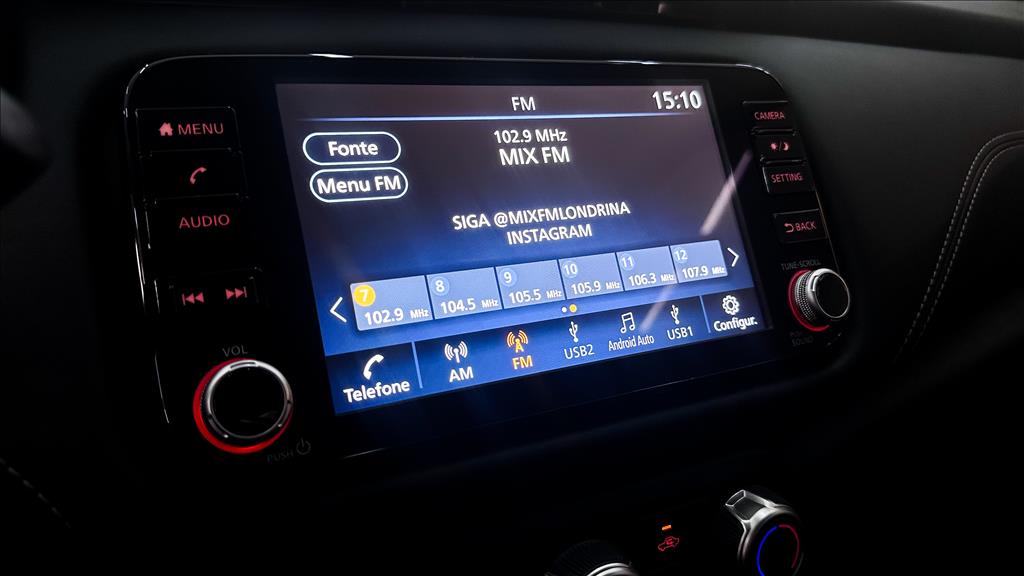 FM
15:10
102.9 MHz
MIX FM
Fonte
Menu FM
SIGA @MIXFMLONDRINA
INSTAGRAM
7 8 9 10 11 12
102.9 MHz 104.5 MHz 105.5 MHz 105.9 MHz 106.3 MHz 107.9 MHz
Telefone AM FM USB2 Android Auto USB1 Configur.
MENU
AUDIO
VOL
PUSH
CAMERA
SETTING
BACK
TUNE-SCROLL
PUSH
SOUND